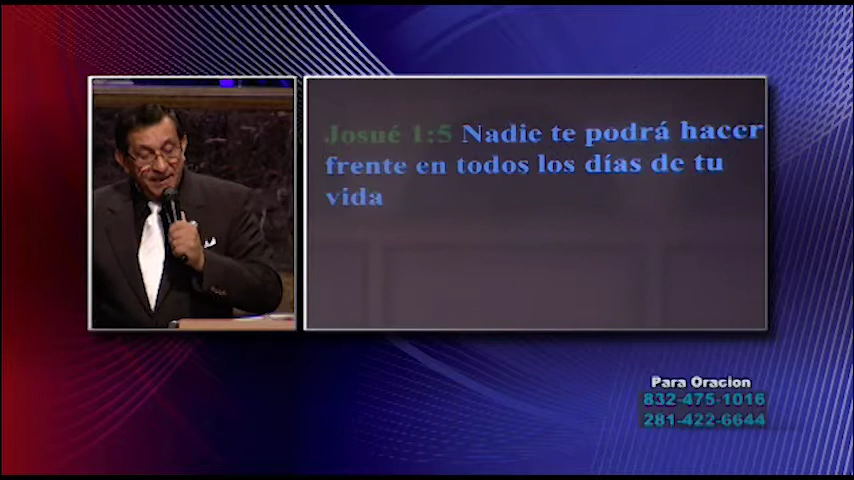 Josué 1:5 Nadie te podrá hacer
frente en todos los días de tu
vida
Para Oracion
832-475-1016
281-422-6644